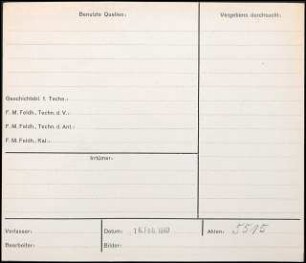 Benutzte Quellen:
Vergebens durchsucht:
Geschichtsbl. f. Techn.:
F. M. Feldh., Techn. d. V.:
F. M. Feldh., Techn. d. Ant.:
F. M. Feldh., Kal.:
Irrtümer:
Verfasser:
Datum:
Akten: 5515
Bearbeiter:
Bilder: